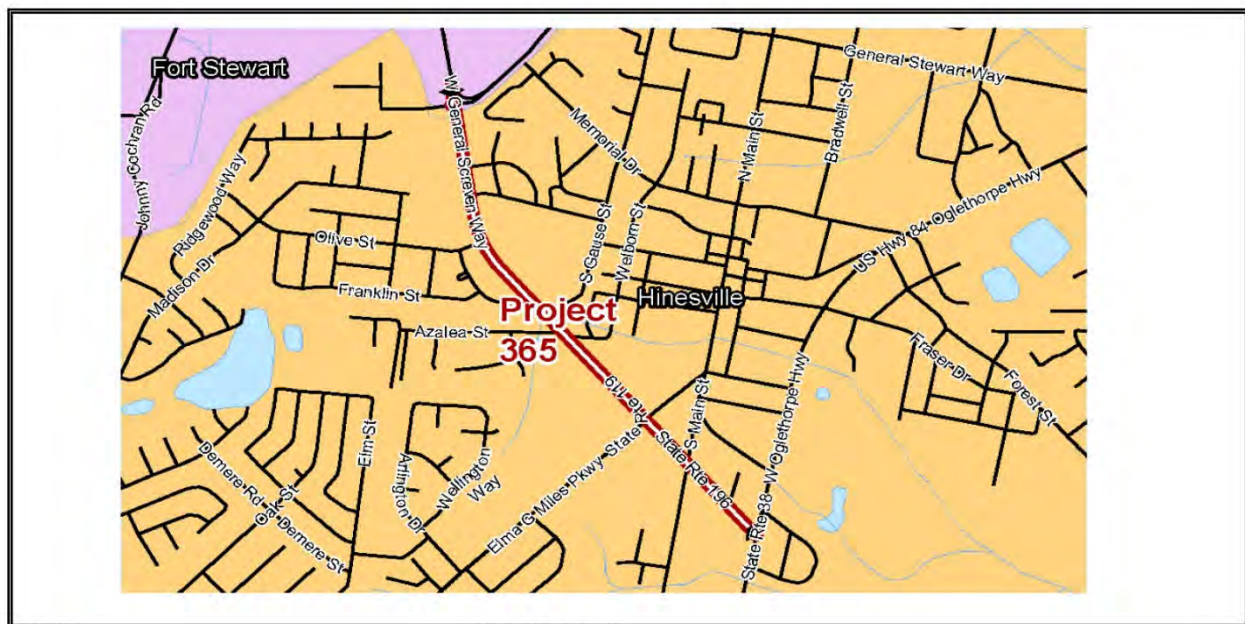 Fort Stewart
General Stewart Way
Johnny Cochran Rd
W General Screven Way
Memorial Dr
N Main St
Bradwell St
Ridgewood Way
US Hwy 84 Oglethorpe Hwy
Olive St
S Gause St
Welborn St
Madison Dr
Franklin St
Hinesville
Project
365
Azalea St
Fraser Dr
Forest St
Rte 119
S Main St
W Oglethorpe Hwy
Elm St
Arlington Dr
Wellington
Way
Elma G Miles Pkwy State R
State Rte 196
Demere Rd
Oak St
Demere St
State Rte 38